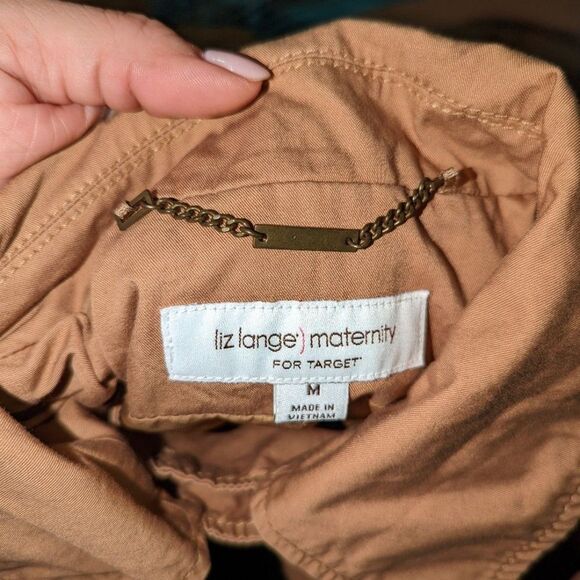 liz lange) maternity
FOR TARGET
M
MADE IN
VIETNAM